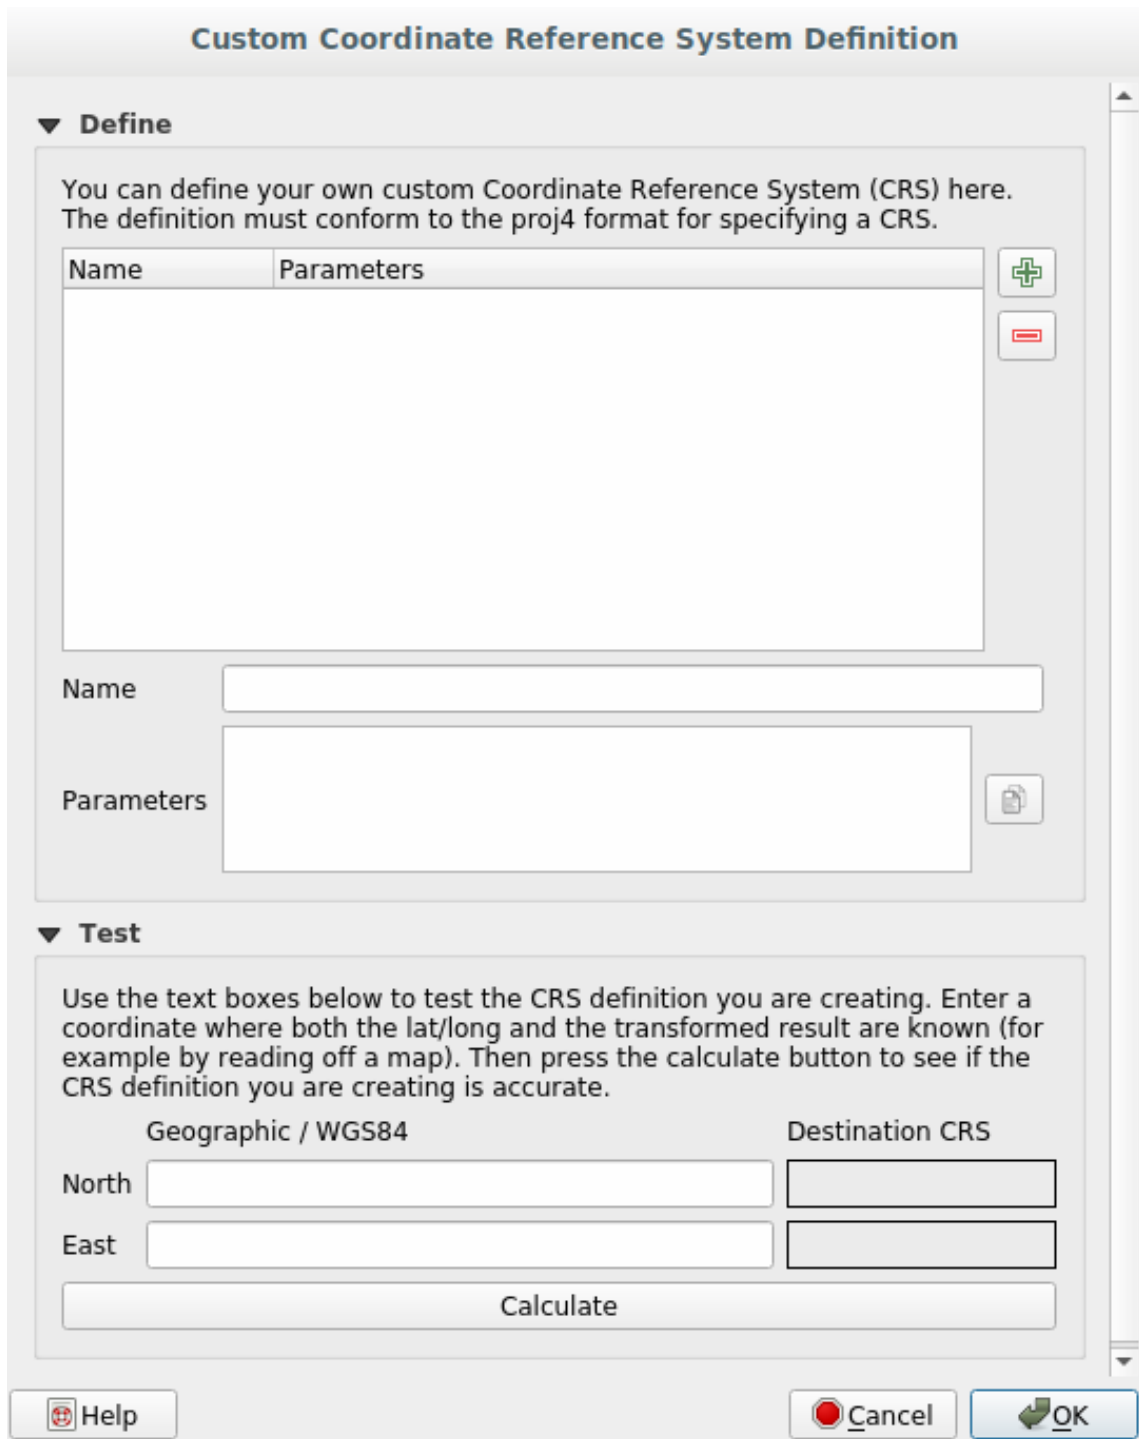 Custom Coordinate Reference System Definition
Define
You can define your own custom Coordinate Reference System (CRS) here.
The definition must conform to the proj4 format for specifying a CRS.
Name Parameters
Name
Parameters
Test
Use the text boxes below to test the CRS definition you are creating. Enter a
coordinate where both the lat/long and the transformed result are known (for
example by reading off a map). Then press the calculate button to see if the
CRS definition you are creating is accurate.
Geographic / WGS84 Destination CRS
North
East
Calculate
Help Cancel OK